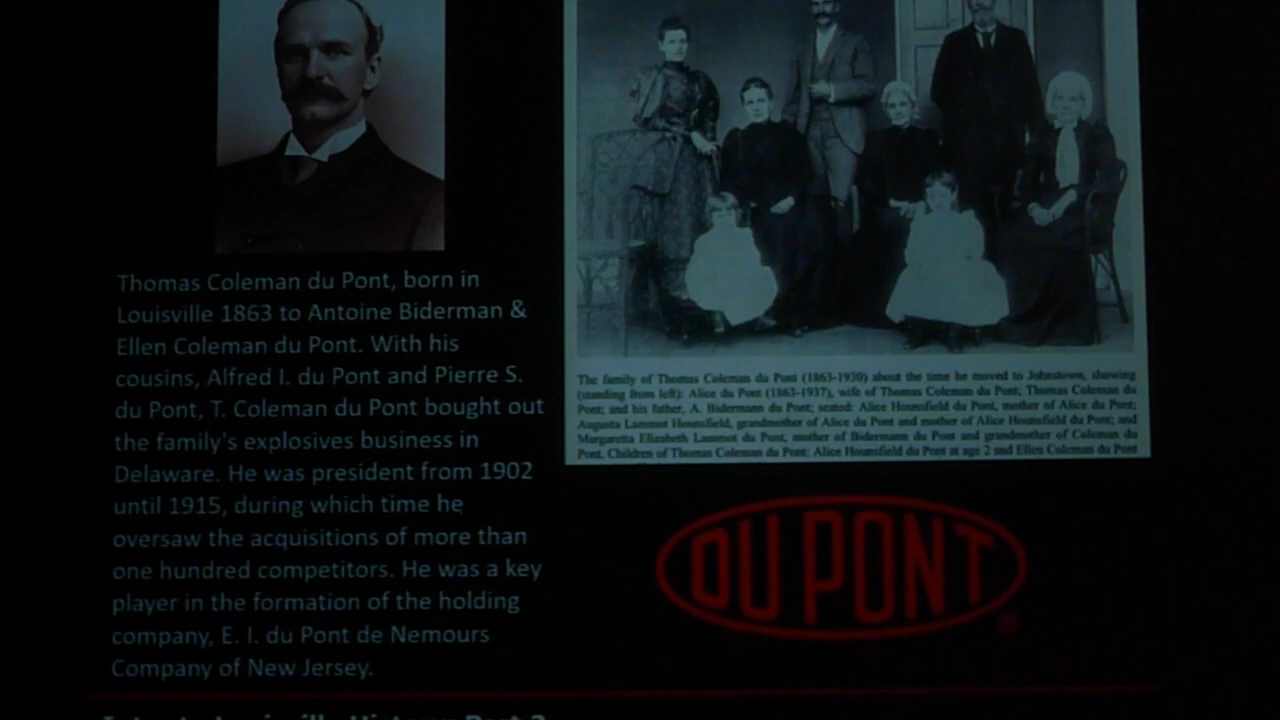 Thomas Coleman du Pont, born in
Louisville 1863 to Antoine Biderman &
Ellen Coleman du Pont. With his
cousins, Alfred I. du Pont and Pierre S.
du Pont, T. Coleman du Pont bought out
the family's explosives business in
Delaware. He was president from 1902
until 1915, during which time he
oversaw the acquisitions of more than
one hundred competitors. He was a key
player in the formation of the holding
company, E. I. du Pont de Nemours
Company of New Jersey.
The family of Thomas Coleman du Pont (1863-1930) about the time he moved to Johnstown, showing
(standing from left): Alice du Pont (1863-1937), wife of Thomas Coleman du Pont; Thomas Coleman du
Pont; and his father, A. Bidermann du Pont; seated: Alice Hounsfield du Pont, mother of Alice du Pont;
Augusta Lammot Hounsfield, grandmother of Alice du Pont and mother of Alice Hounsfield du Pont; and
Margaretta Elizabeth Lammot du Pont, mother of Bidermann du Pont and grandmother of Coleman du
Pont. Children of Thomas Coleman du Pont: Alice Hounsfield du Pont at age 2 and Ellen Coleman du Pont
DU PONT